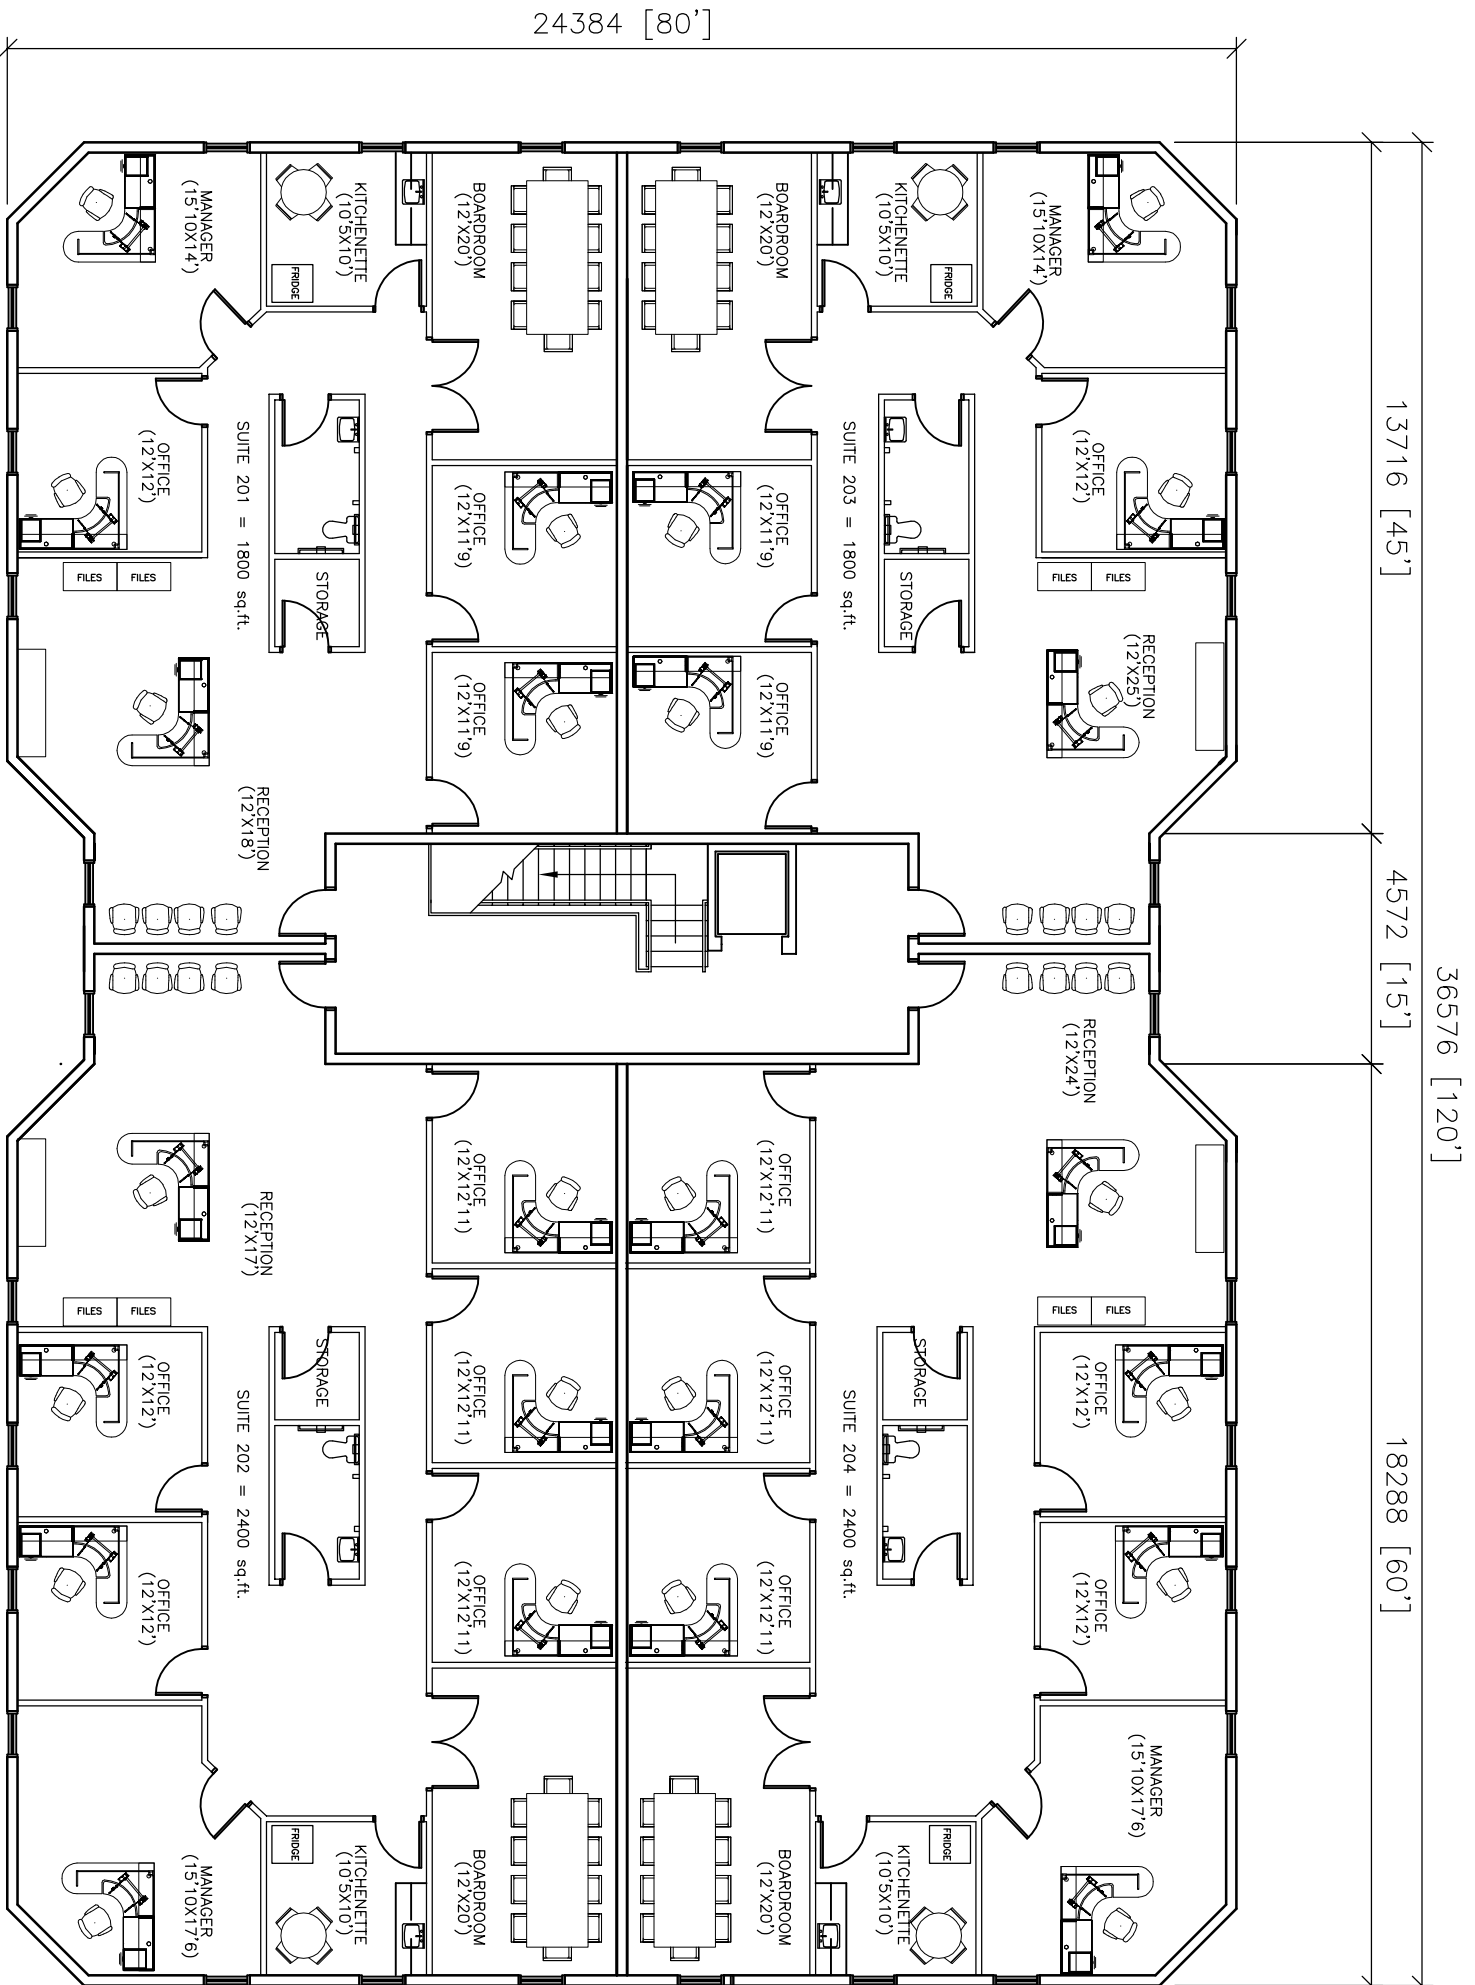 24384 [80']
36576 [120']
13716 [45']
4572 [15']
18288 [60']
MANAGER
(15'10X14')
KITCHENETTE
(10'5X10')
FRIDGE
BOARDROOM
(12'X20')
BOARDROOM
(12'X20')
KITCHENETTE
(10'5X10')
FRIDGE
MANAGER
(15'10X14')
OFFICE
(12'X12')
SUITE 201 = 1800 sq.ft.
OFFICE
(12'X11'9)
OFFICE
(12'X11'9)
SUITE 203 = 1800 sq.ft.
OFFICE
(12'X12')
FILES
FILES
STORAGE
STORAGE
FILES
FILES
OFFICE
(12'X11'9)
OFFICE
(12'X11'9)
RECEPTION
(12'X25')
RECEPTION
(12'X18')
RECEPTION
(12'X24')
RECEPTION
(12'X17')
OFFICE
(12'X12'11)
OFFICE
(12'X12'11)
FILES
FILES
FILES
FILES
OFFICE
(12'X12')
STORAGE
OFFICE
(12'X12'11)
OFFICE
(12'X12'11)
STORAGE
OFFICE
(12'X12')
SUITE 202 = 2400 sq.ft.
SUITE 204 = 2400 sq.ft.
OFFICE
(12'X12')
OFFICE
(12'X12'11)
OFFICE
(12'X12'11)
OFFICE
(12'X12')
MANAGER
(15'10X17'6)
FRIDGE
KITCHENETTE
(10'5X10')
BOARDROOM
(12'X20')
BOARDROOM
(12'X20')
KITCHENETTE
(10'5X10')
FRIDGE
MANAGER
(15'10X17'6)